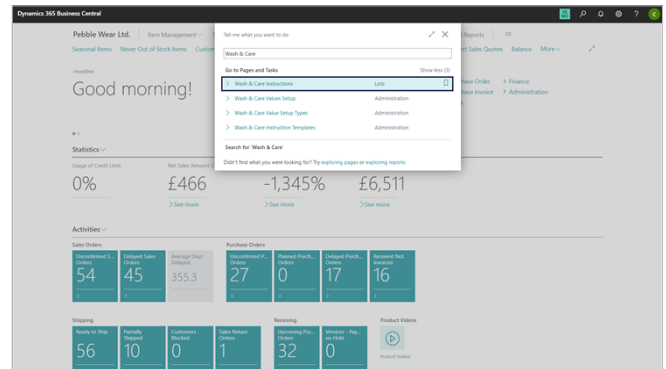 Dynamics 365 Business Central
Pebble Wear Ltd.
Item Management
Reports
Seasonal Items
Never Out of Stock Items
Custom
ct Sales Quotes
Balance
More
Tell me what you want to do
Wash & Care
Go to Pages and Tasks
Show less (3)
Wash & Care Instructions
Lists
Wash & Care Values Setup
Administration
Wash & Care Value Setup Types
Administration
Wash & Care Instruction Templates
Administration
Search for 'Wash & Care'
Didn't find what you were looking for? Try exploring pages or exploring reports
Headline
Good morning!
hase Order
> Finance
hase Invoice
> Administration
Statistics
Usage of Credit Limit
Net Sales Amount (
0%
£466
-1,345%
£6,511
> See more
> See more
> See more
Activities
Sales Orders
Purchase Orders
Unconfirmed S... Orders
54
Delayed Sales Orders
45
Average Days Delayed
355.3
Unconfirmed P... Orders
27
Planned Purch... Orders
0
Delayed Purch... Orders
17
Received Not Invoiced
16
Shipping
Receiving
Product Videos
Ready to Ship
56
Partially Shipped
10
Customers - Blocked
0
Sales Return Orders
1
Upcoming Pur... Orders
32
Vendors - Pay... on Hold
0
Product Videos